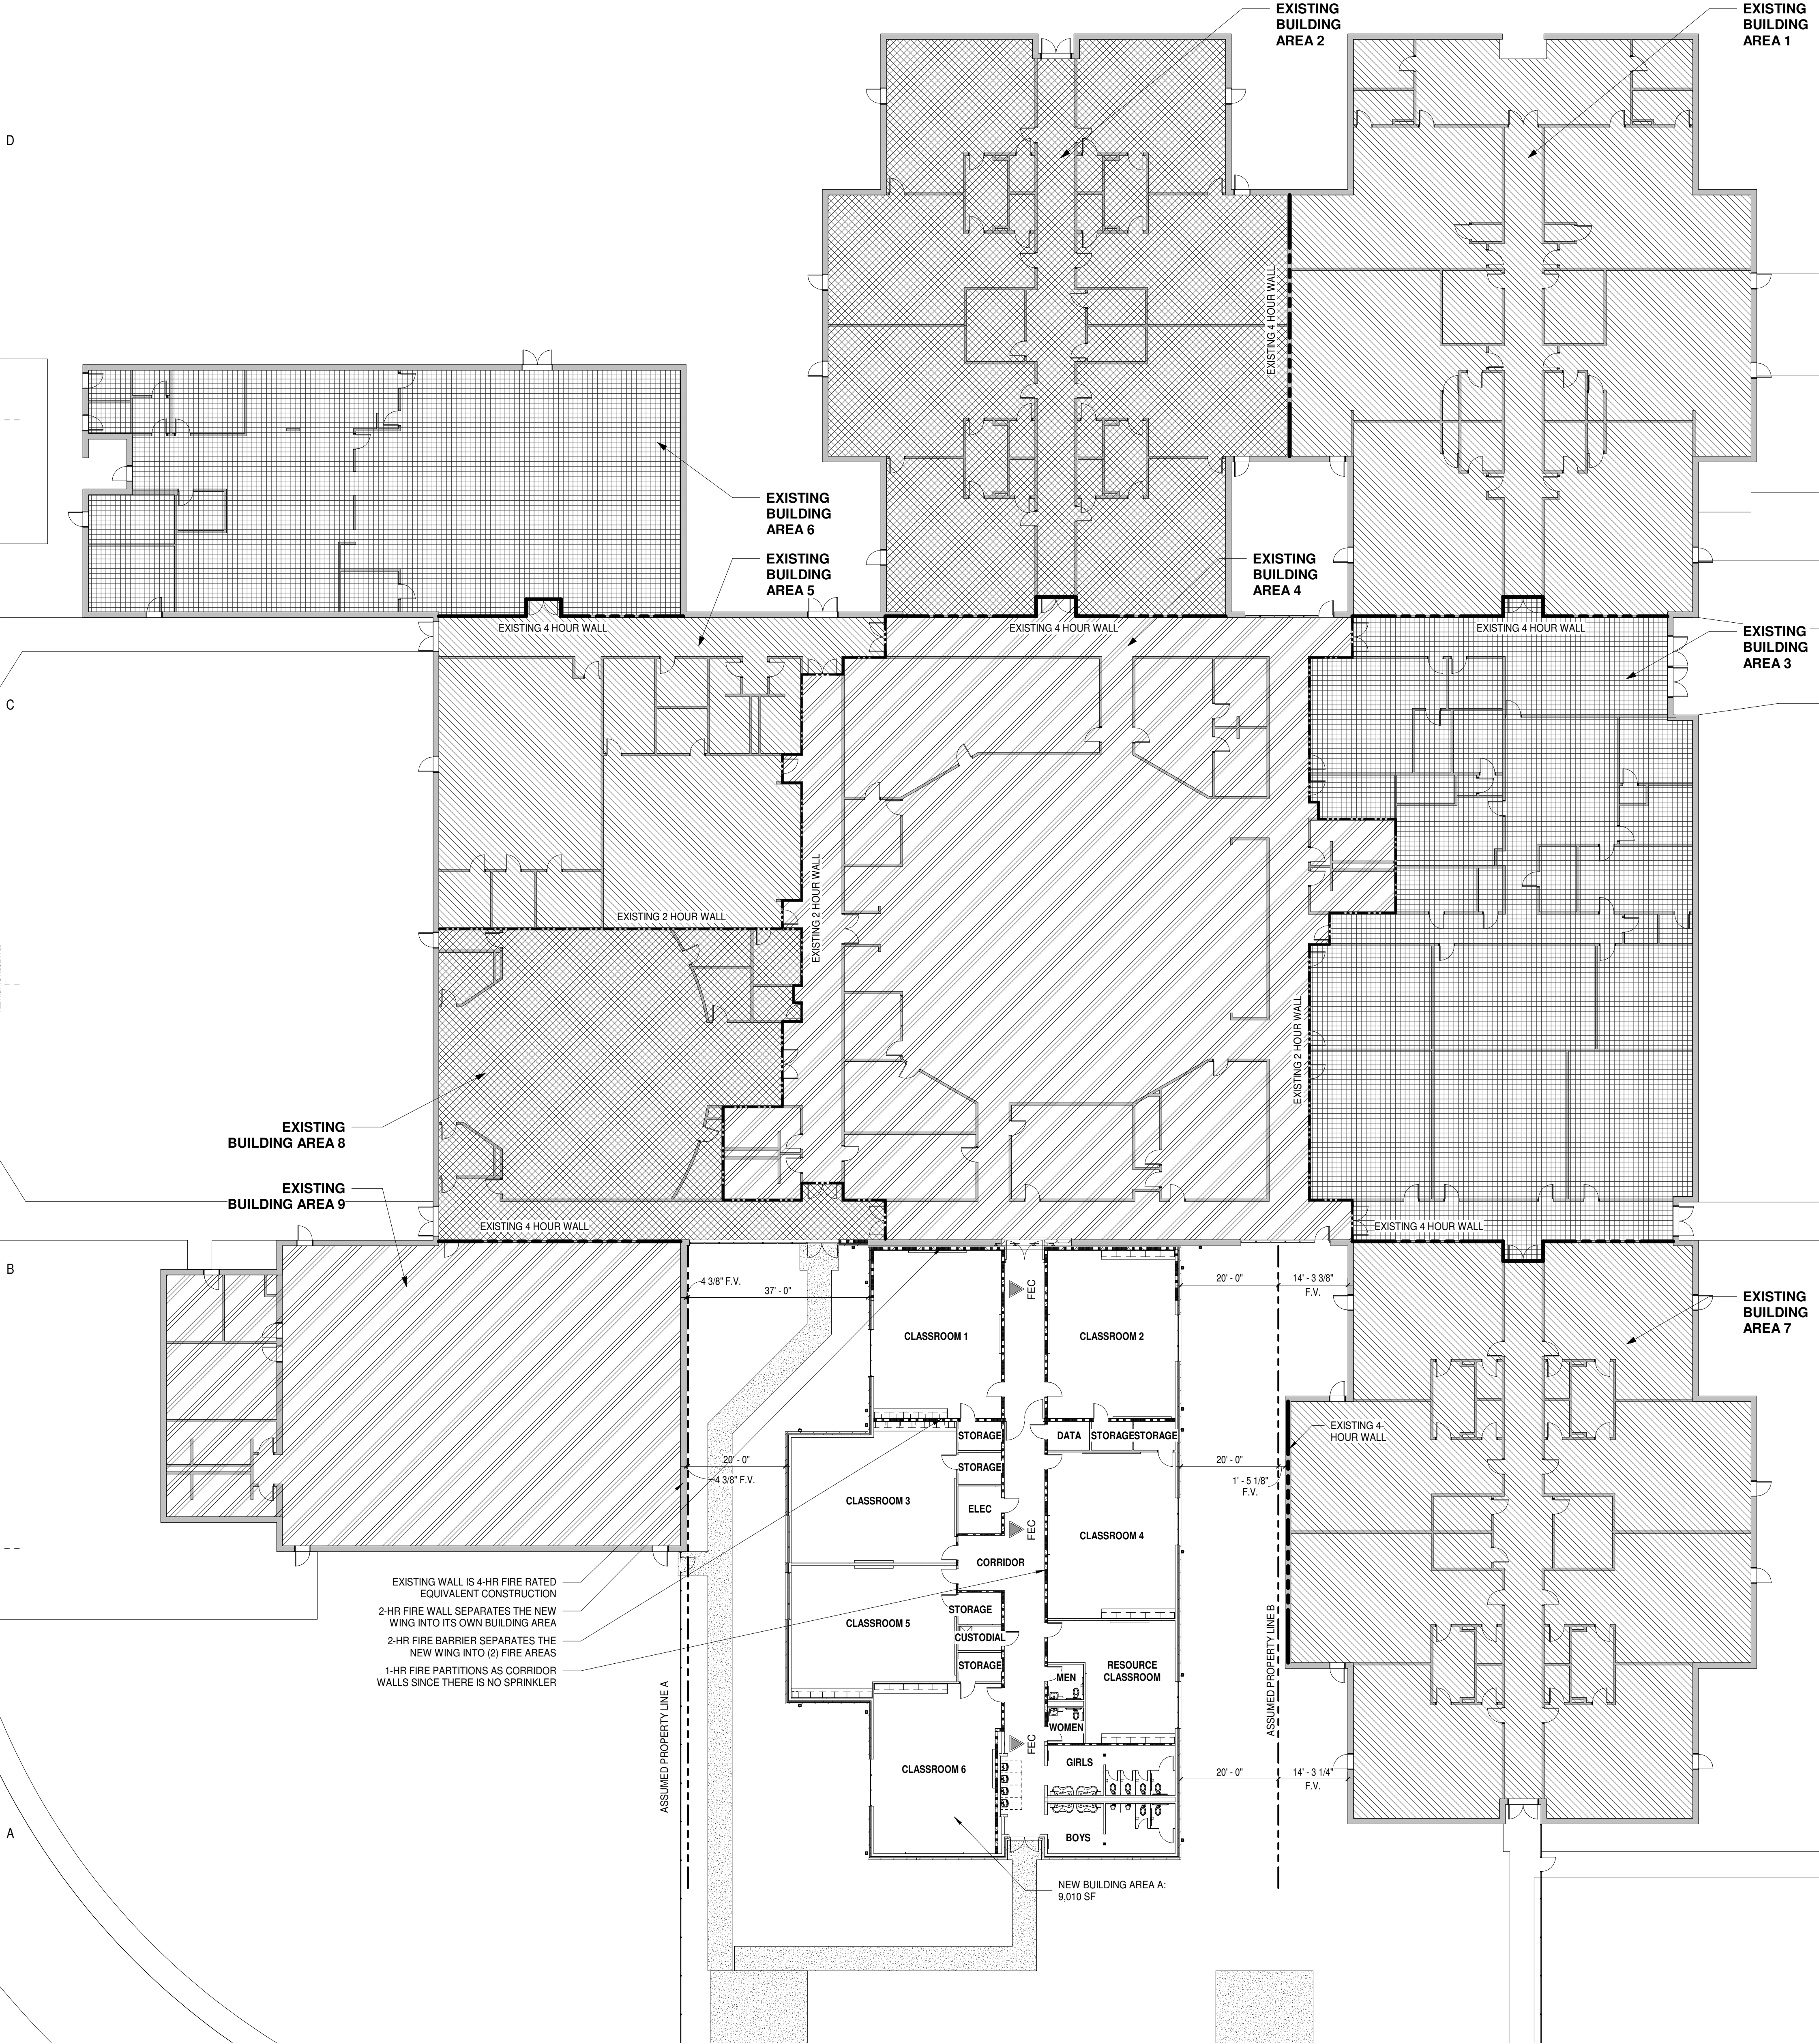 EXISTING
BUILDING
AREA 2
EXISTING
BUILDING
AREA 1
D
EXISTING 4 HOUR WALL
EXISTING
BUILDING
AREA 6
EXISTING
BUILDING
AREA 5
EXISTING
BUILDING
AREA 4
EXISTING 4 HOUR WALL
EXISTING 4 HOUR WALL
EXISTING 4 HOUR WALL
EXISTING
BUILDING
AREA 3
C
EXISTING 2 HOUR WALL
EXISTING 2 HOUR WALL
EXISTING 2 HOUR WALL
EXISTING
BUILDING AREA 8
EXISTING
BUILDING AREA 9
EXISTING 4 HOUR WALL
EXISTING 4 HOUR WALL
B
4 3/8" F.V.
37' - 0"
FEC
20' - 0"
14' - 3 3/8"
F.V.
EXISTING
BUILDING
AREA 7
CLASSROOM 1
CLASSROOM 2
EXISTING 4-
HOUR WALL
STORAGE
DATA
STORAGE
STORAGE
20' - 0"
4 3/8" F.V.
STORAGE
20' - 0"
1' - 5 1/8"
F.V.
CLASSROOM 3
ELEC
FEC
CLASSROOM 4
CORRIDOR
EXISTING WALL IS 4-HR FIRE RATED
EQUIVALENT CONSTRUCTION
2-HR FIRE WALL SEPARATES THE NEW
WING INTO ITS OWN BUILDING AREA
2-HR FIRE BARRIER SEPARATES THE
NEW WING INTO (2) FIRE AREAS
1-HR FIRE PARTITIONS AS CORRIDOR
WALLS SINCE THERE IS NO SPRINKLER
CLASSROOM 5
STORAGE
CUSTODIAL
STORAGE
RESOURCE
CLASSROOM
MEN
WOMEN
ASSUMED PROPERTY LINE A
ASSUMED PROPERTY LINE B
FEC
GIRLS
CLASSROOM 6
20' - 0"
14' - 3 1/4"
F.V.
A
BOYS
NEW BUILDING AREA A:
9,010 SF